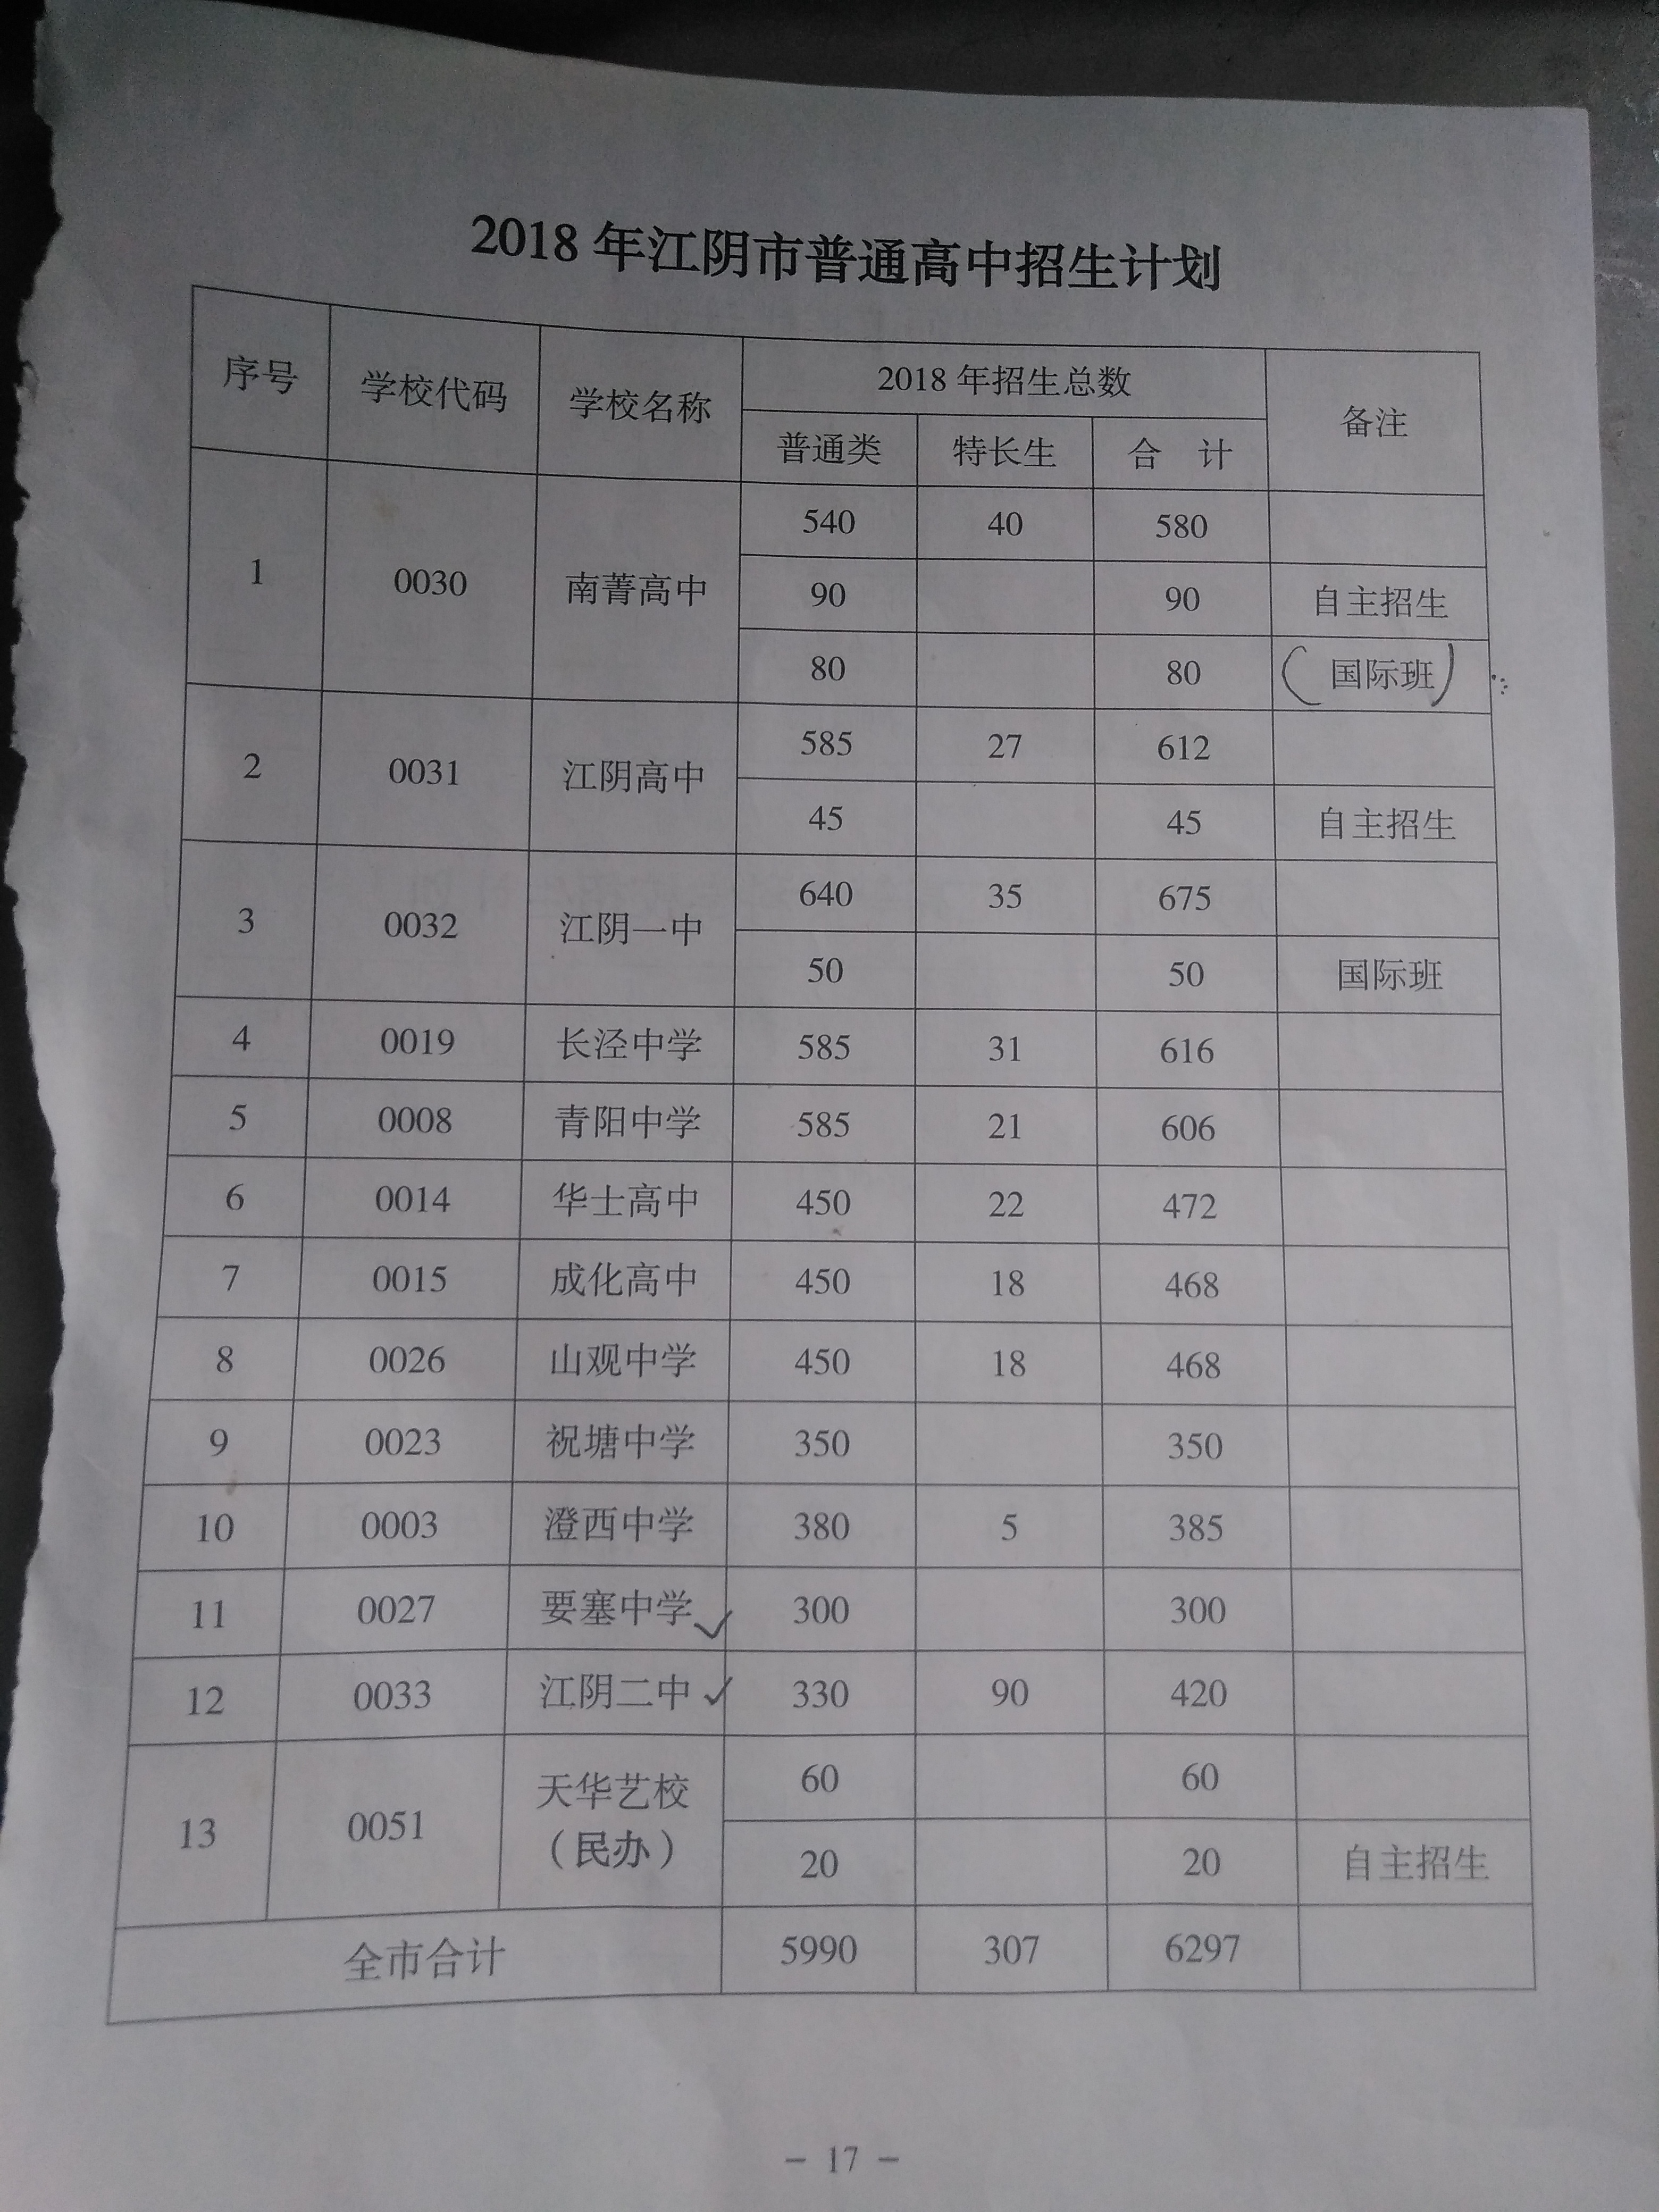 2018 年江阴市普通高中招生计划
序号 学校代码 学校名称 2018 年招生总数 备注
普通类 特长生 合 计
1 0030 南菁高中 540 40 580
90 90 自主招生
80 80 (国际班)
2 0031 江阴高中 585 27 612
45 45 自主招生
3 0032 江阴一中 640 35 675
50 50 国际班
4 0019 长泾中学 585 31 616
5 0008 青阳中学 585 21 606
6 0014 华士高中 450 22 472
7 0015 成化高中 450 18 468
8 0026 山观中学 450 18 468
9 0023 祝塘中学 350 350
10 0003 澄西中学 380 5 385
11 0027 要塞中学 300 300
12 0033 江阴二中 330 90 420
13 0051 天华艺校 60 60
（民办） 20 20 自主招生
全市合计 5990 307 6297
– 17 –